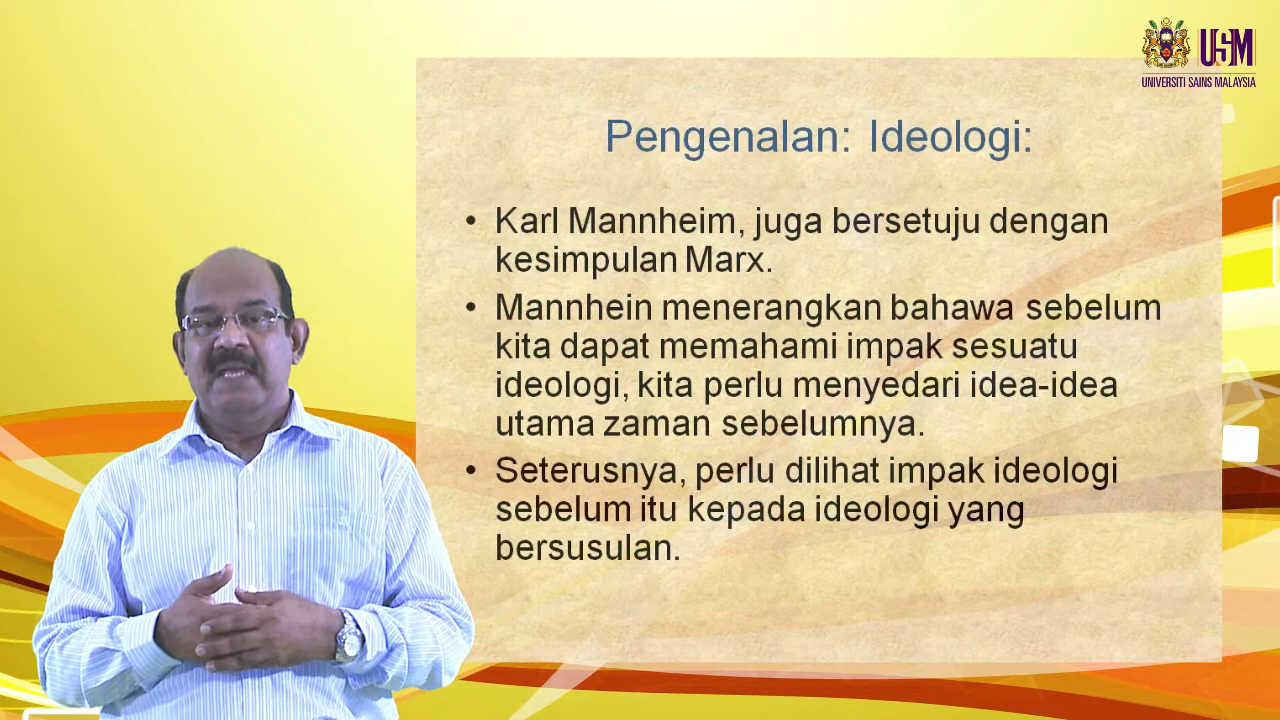 USM
UNIVERSITI SAINS MALAYSIA
Pengenalan: Ideologi:
• Karl Mannheim, juga bersetuju dengan
kesimpulan Marx.
• Mannhein menerangkan bahawa sebelum
kita dapat memahami impak sesuatu
ideologi, kita perlu menyedari idea-idea
utama zaman sebelumnya.
• Seterusnya, perlu dilihat impak ideologi
sebelum itu kepada ideologi yang
bersusulan.